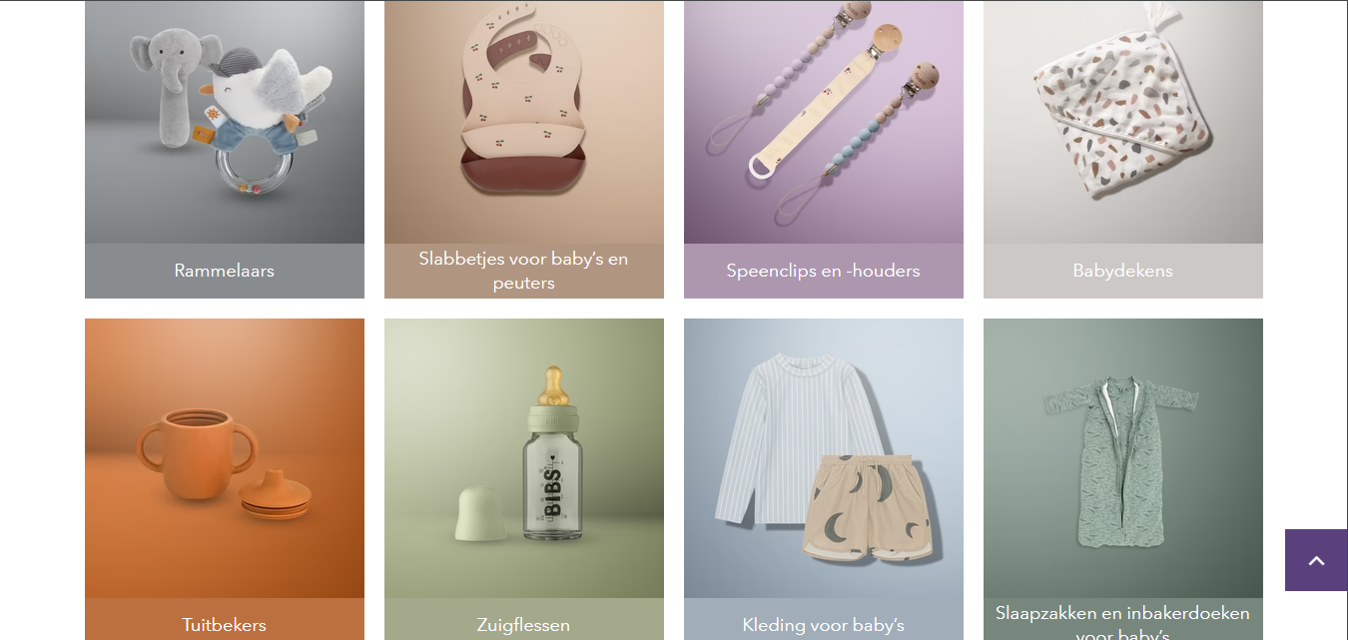 Rammelaars
Slabbetjes voor baby’s en
peuters
Speenclips en -houders
Babydekens
BIBS
Tuitbekers
Zuigflessen
Kleding voor baby’s
Slaapzakken en inbakerdoeken
voor baby’s